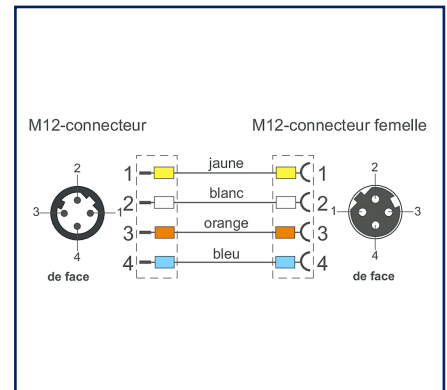 M12-connecteur
M12-connecteur femelle
2
3
1
4
de face
1 jaune 1
2 blanc 2
3 orange 3
4 bleu 4
2
1
3
4
de face